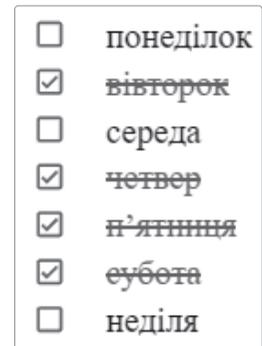 понеділок
вівторок
середа
четвер
п’ятниця
субота
неділя